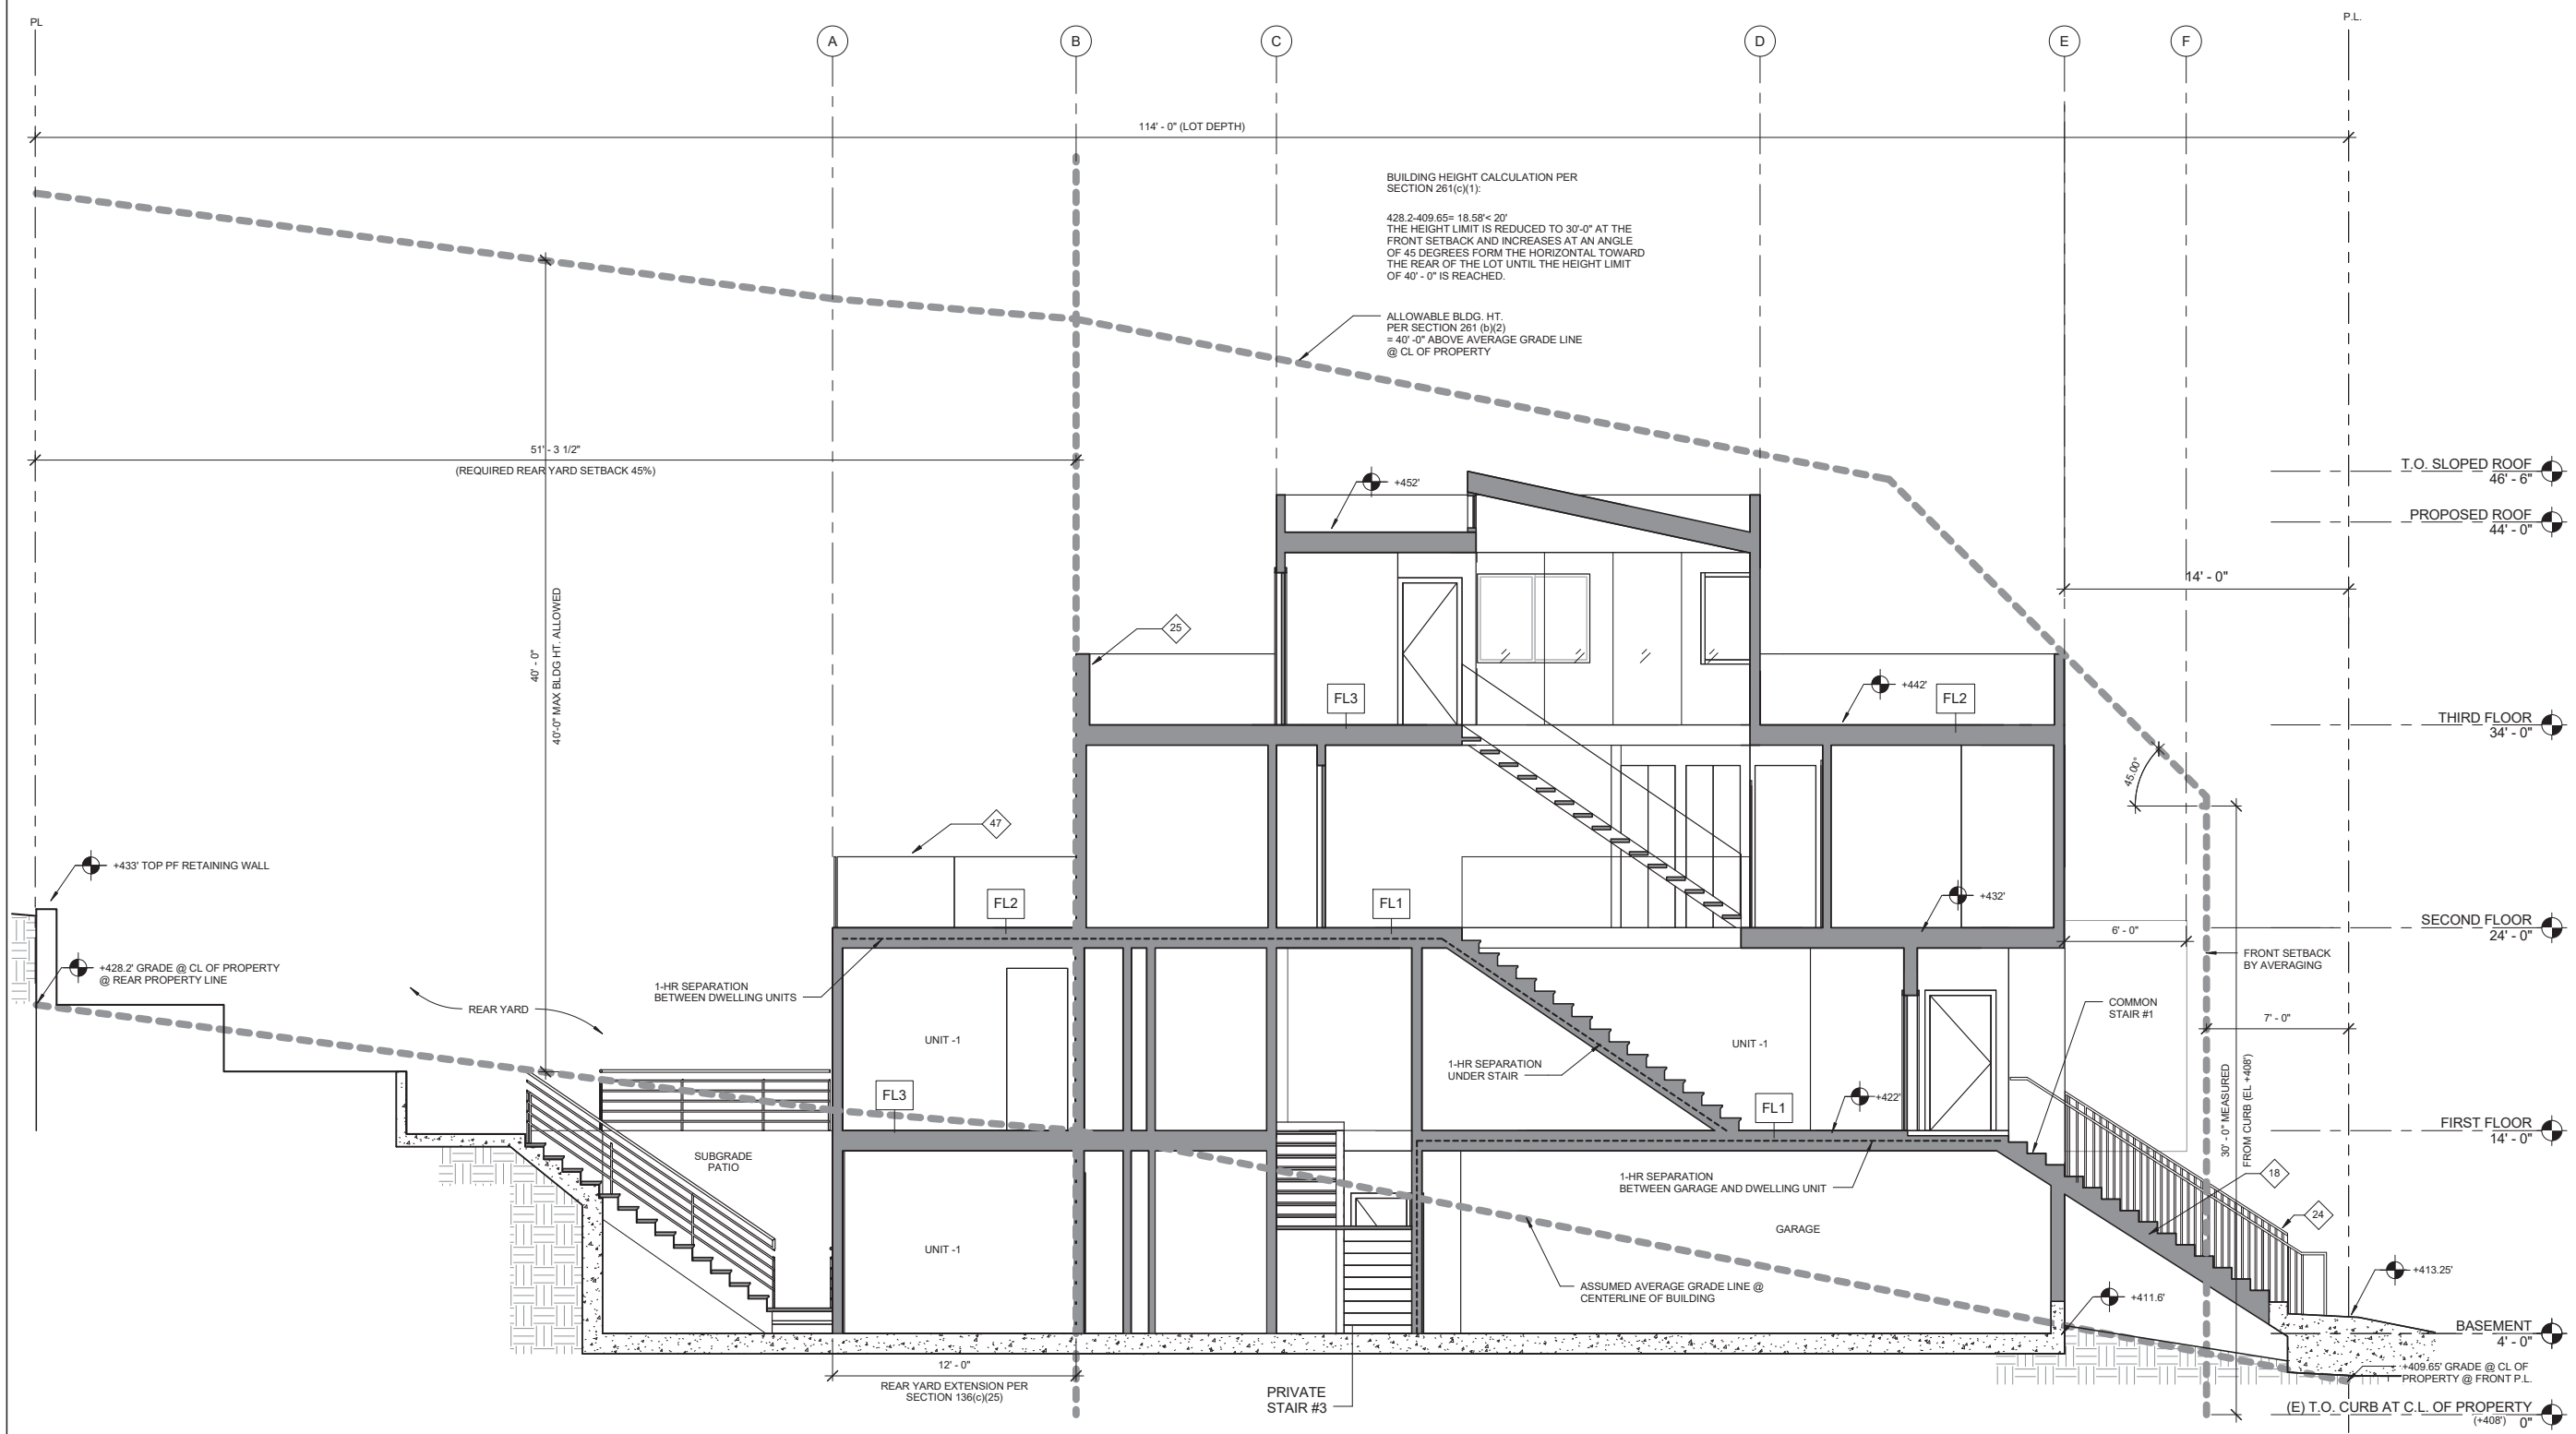 PL
A
B
C
D
E
F
P.L.
114' - 0" (LOT DEPTH)
BUILDING HEIGHT CALCULATION PER
SECTION 261(c)(1):
428.2-409.65= 18.58'< 20'
THE HEIGHT LIMIT IS REDUCED TO 30'-0" AT THE
FRONT SETBACK AND INCREASES AT AN ANGLE
OF 45 DEGREES FORM THE HORIZONTAL TOWARD
THE REAR OF THE LOT UNTIL THE HEIGHT LIMIT
OF 40' - 0" IS REACHED.
ALLOWABLE BLDG. HT.
PER SECTION 261 (b)(2)
= 40' -0" ABOVE AVERAGE GRADE LINE
@ CL OF PROPERTY
51' - 3 1/2"
(REQUIRED REAR YARD SETBACK 45%)
T.O. SLOPED ROOF
46' - 6"
+452'
PROPOSED ROOF
44' - 0"
14' - 0"
40' - 0"
40'-0" MAX BLDG HT. ALLOWED
25
FL3
+442'
FL2
THIRD FLOOR
34' - 0"
45.00°
47
+433' TOP PF RETAINING WALL
FL2
FL1
+432'
SECOND FLOOR
24' - 0"
6' - 0"
FRONT SETBACK
BY AVERAGING
+428.2' GRADE @ CL OF PROPERTY
@ REAR PROPERTY LINE
REAR YARD
1-HR SEPARATION
BETWEEN DWELLING UNITS
COMMON
STAIR #1
7' - 0"
UNIT -1
UNIT -1
1-HR SEPARATION
UNDER STAIR
FL3
FL1
+422'
30' - 0" MEASURED
FROM CURB (EL +408')
FIRST FLOOR
14' - 0"
SUBGRADE
PATIO
1-HR SEPARATION
BETWEEN GARAGE AND DWELLING UNIT
18
24
GARAGE
UNIT -1
ASSUMED AVERAGE GRADE LINE @
CENTERLINE OF BUILDING
+413.25'
+411.6'
BASEMENT
4' - 0"
12' - 0"
REAR YARD EXTENSION PER
SECTION 136(c)(25)
PRIVATE
STAIR #3
+409.65' GRADE @ CL OF
PROPERTY @ FRONT P.L.
(E) T.O. CURB AT C.L. OF PROPERTY
(+408') 0"